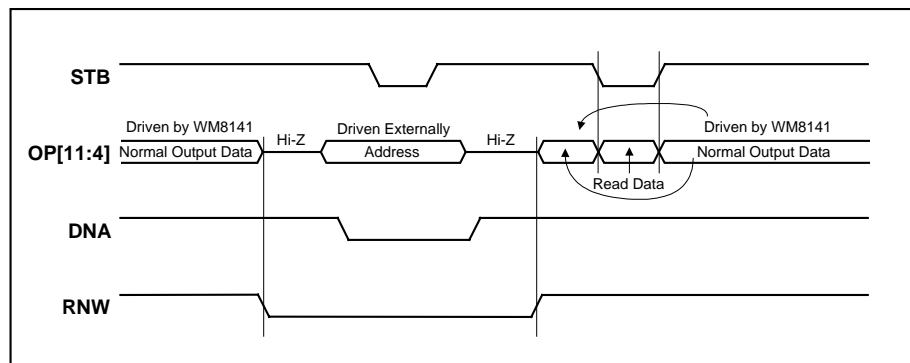 STB
Driven by WM8141 Hi-Z Driven Externally Hi-Z Driven by WM8141
OP[11:4] Normal Output Data Address Normal Output Data
Read Data
DNA
RNW